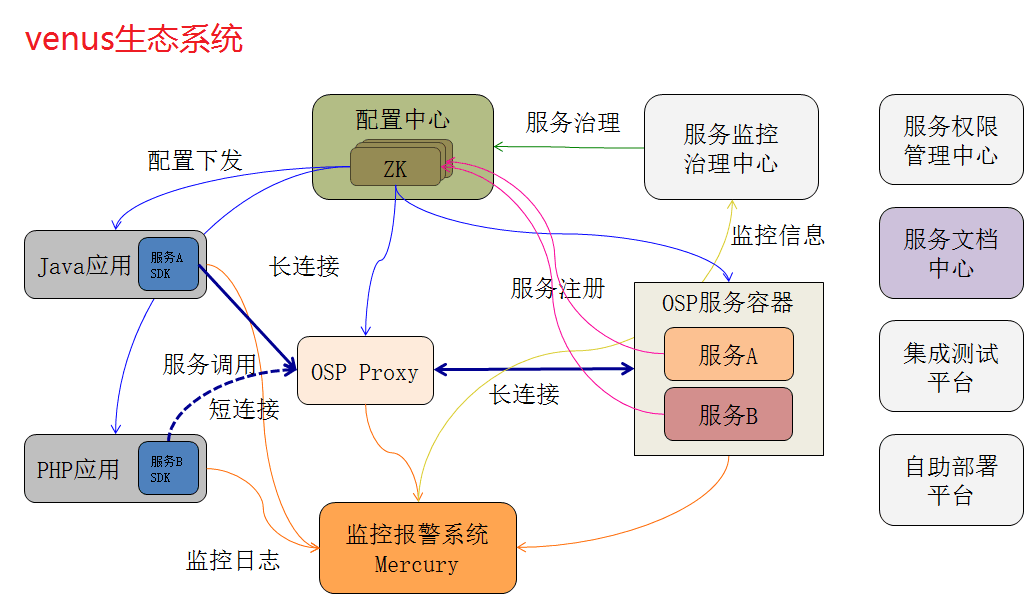 venus生态系统
配置中心
ZK
服务治理
服务监控
治理中心
服务权限
管理中心
配置下发
服务文档
中心
监控信息
Java应用
服务A
SDK
长连接
服务注册
OSP服务容器
服务A
服务B
集成测试
平台
服务调用
OSP Proxy
短连接
长连接
PHP应用
服务B
SDK
自助部署
平台
监控报警系统
Mercury
监控日志